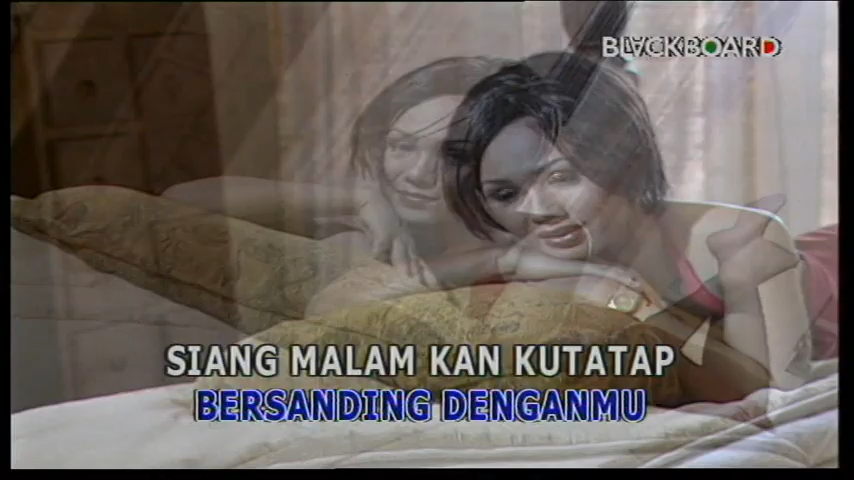 BLACKBOARD
SIANG MALAM KAN KUTATAP
BERSANDING DENGANMU